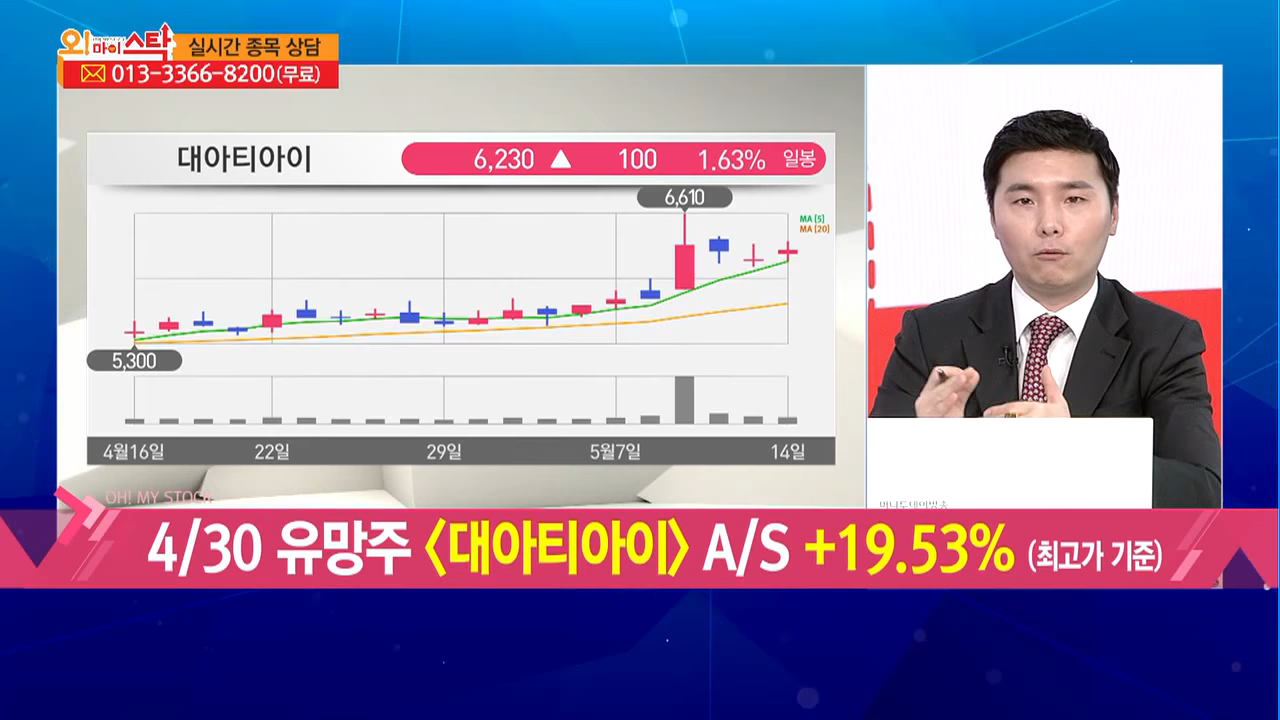 오! 마이 스탁
실시간 종목 상담
013-3366-8200(무료)
대아티아이
6,230 ▲ 100 1.63% 일봉
6,610
MA [5]
MA [20]
5,300
4월16일 22일 29일 5월7일 14일
OH! MY STOCK
4/30 유망주 <대아티아이> A/S +19.53% (최고가 기준)